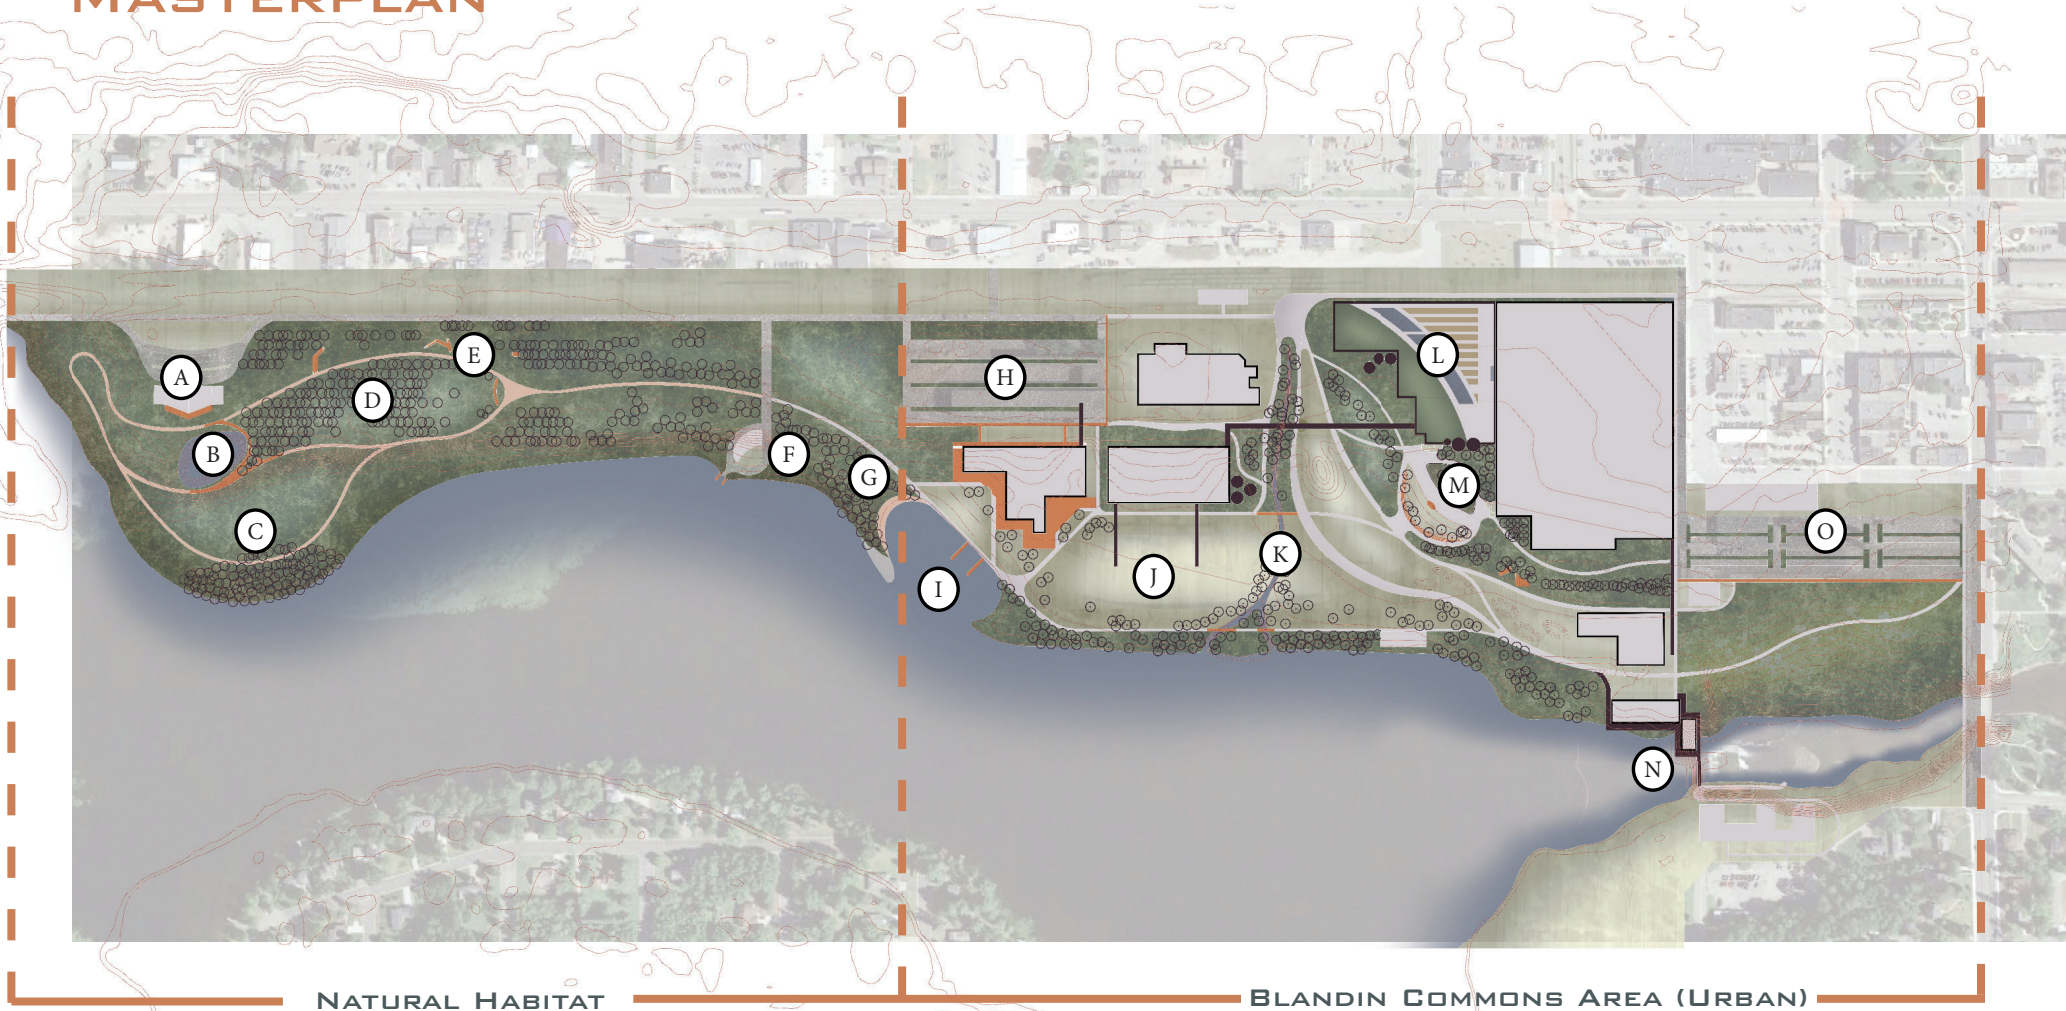 MASTERPLAN
A
B
C
D
E
F
G
H
I
J
K
L
M
N
O
NATURAL HABITAT
BLANDIN COMMONS AREA (URBAN)